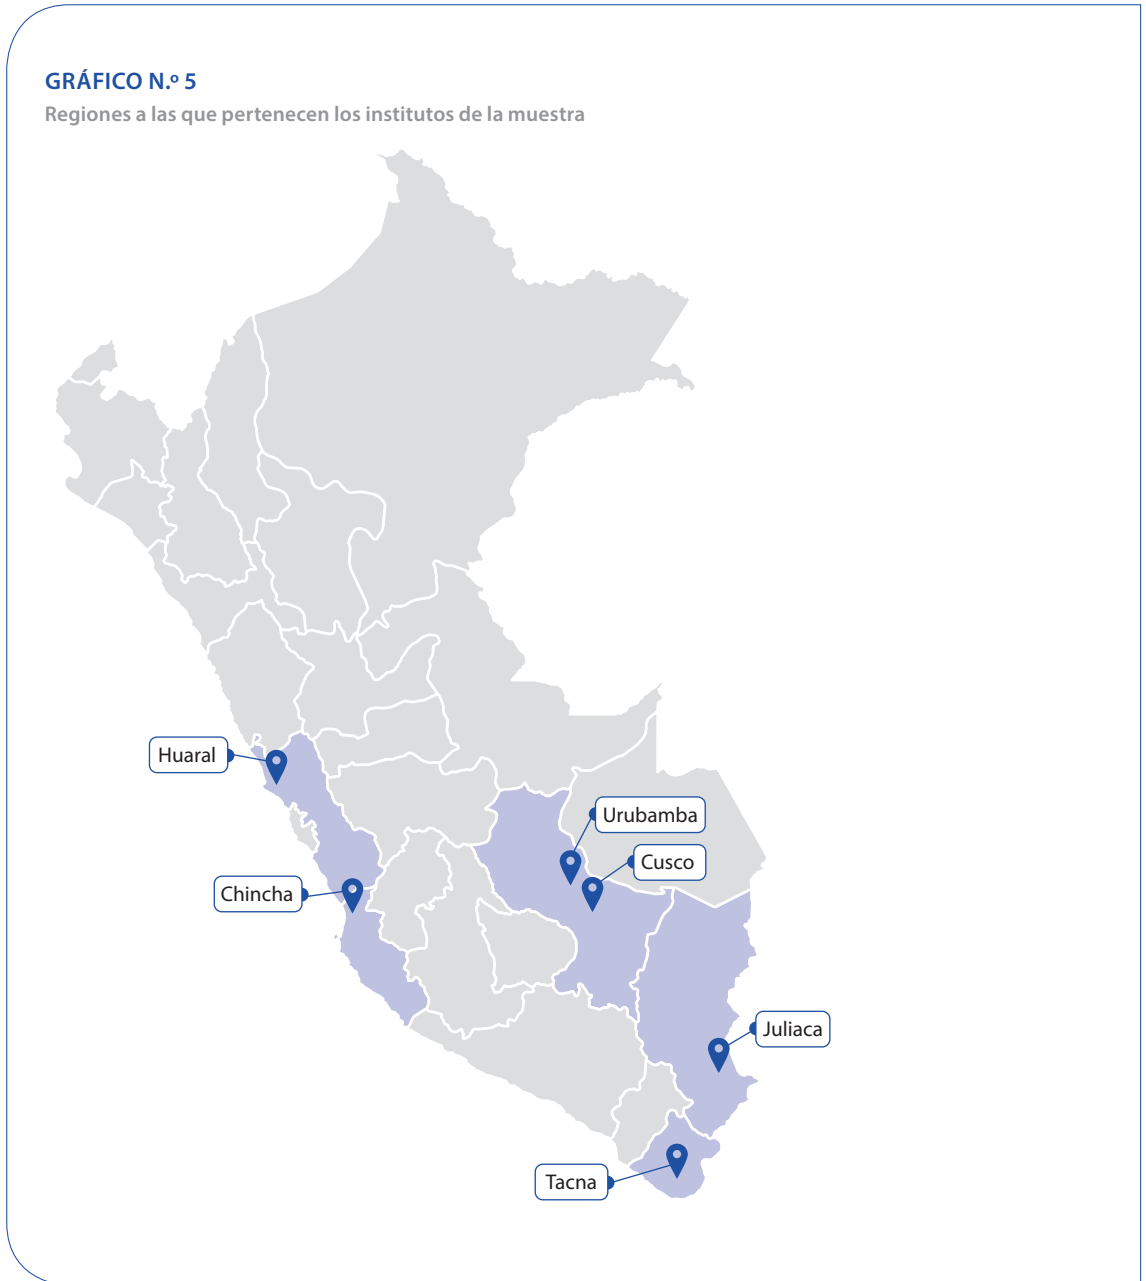 GRÁFICO N.º 5
Regiones a las que pertenecen los institutos de la muestra
Huaral
Urubamba
Cusco
Chincha
Juliaca
Tacna